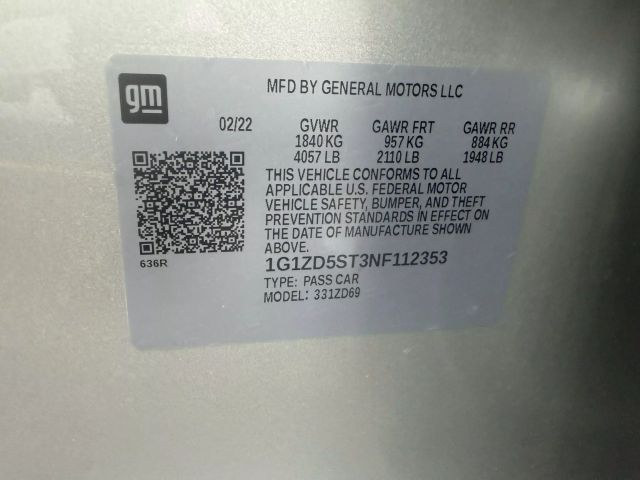 gm
MFD BY GENERAL MOTORS LLC
02/22 GVWR GAWR FRT GAWR RR
1840 KG 957 KG 884 KG
4057 LB 2110 LB 1948 LB
THIS VEHICLE CONFORMS TO ALL
APPLICABLE U.S. FEDERAL MOTOR
VEHICLE SAFETY, BUMPER, AND THEFT
PREVENTION STANDARDS IN EFFECT ON
THE DATE OF MANUFACTURE SHOWN
ABOVE.
636R
1G1ZD5ST3NF112353
TYPE: PASS CAR
MODEL: 331ZD69